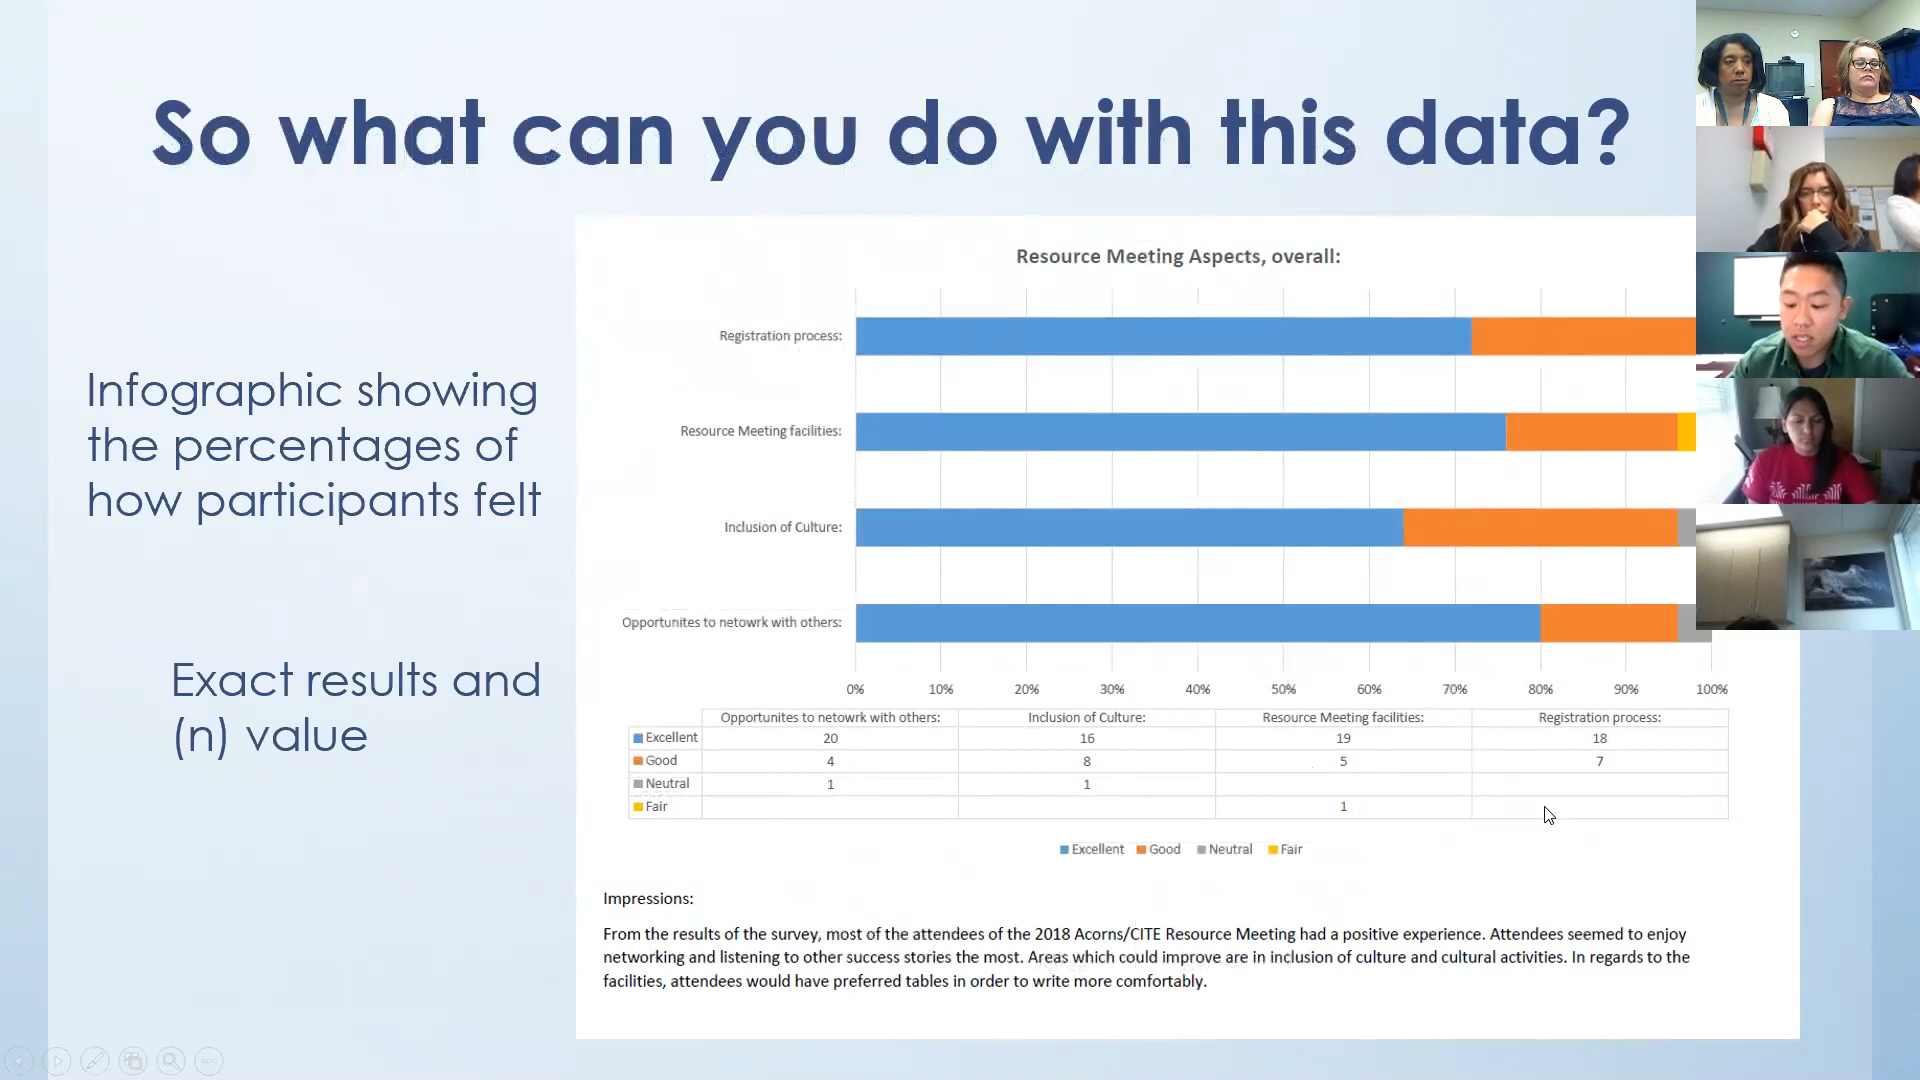 So what can you do with this data?
Infographic showing
the percentages of
how participants felt
Exact results and
(n) value
Resource Meeting Aspects, overall:
Registration process:
Resource Meeting facilities:
Inclusion of Culture:
Opportunites to netowrk with others:
0% 10% 20% 30% 40% 50% 60% 70% 80% 90% 100%
Opportunites to netowrk with others: Inclusion of Culture: Resource Meeting facilities: Registration process:
Excellent 20 16 19 18
Good 4 8 5 7
Neutral 1 1
Fair 1
Excellent Good Neutral Fair
Impressions:
From the results of the survey, most of the attendees of the 2018 Acorns/CITE Resource Meeting had a positive experience. Attendees seemed to enjoy
networking and listening to other success stories the most. Areas which could improve are in inclusion of culture and cultural activities. In regards to the
facilities, attendees would have preferred tables in order to write more comfortably.